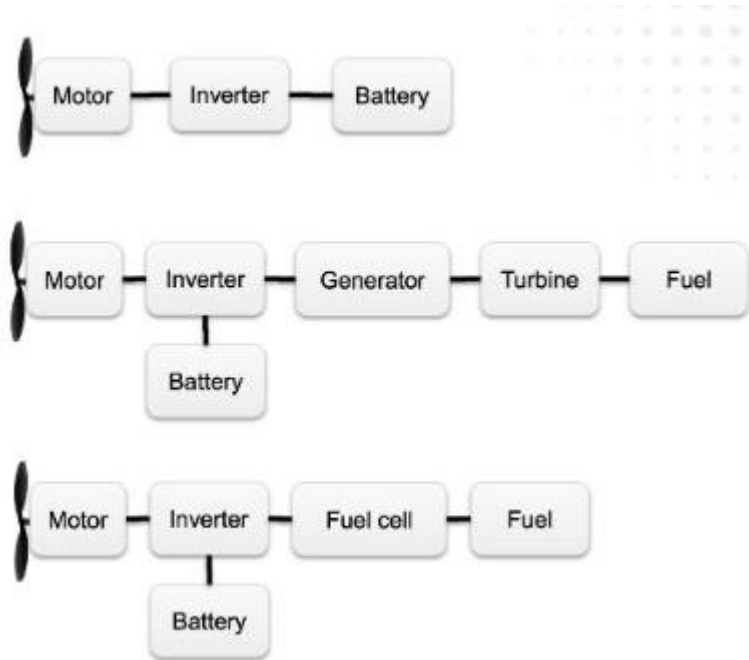 Motor Inverter Battery
Motor Inverter Generator Turbine Fuel
Battery
Motor Inverter Fuel cell Fuel
Battery